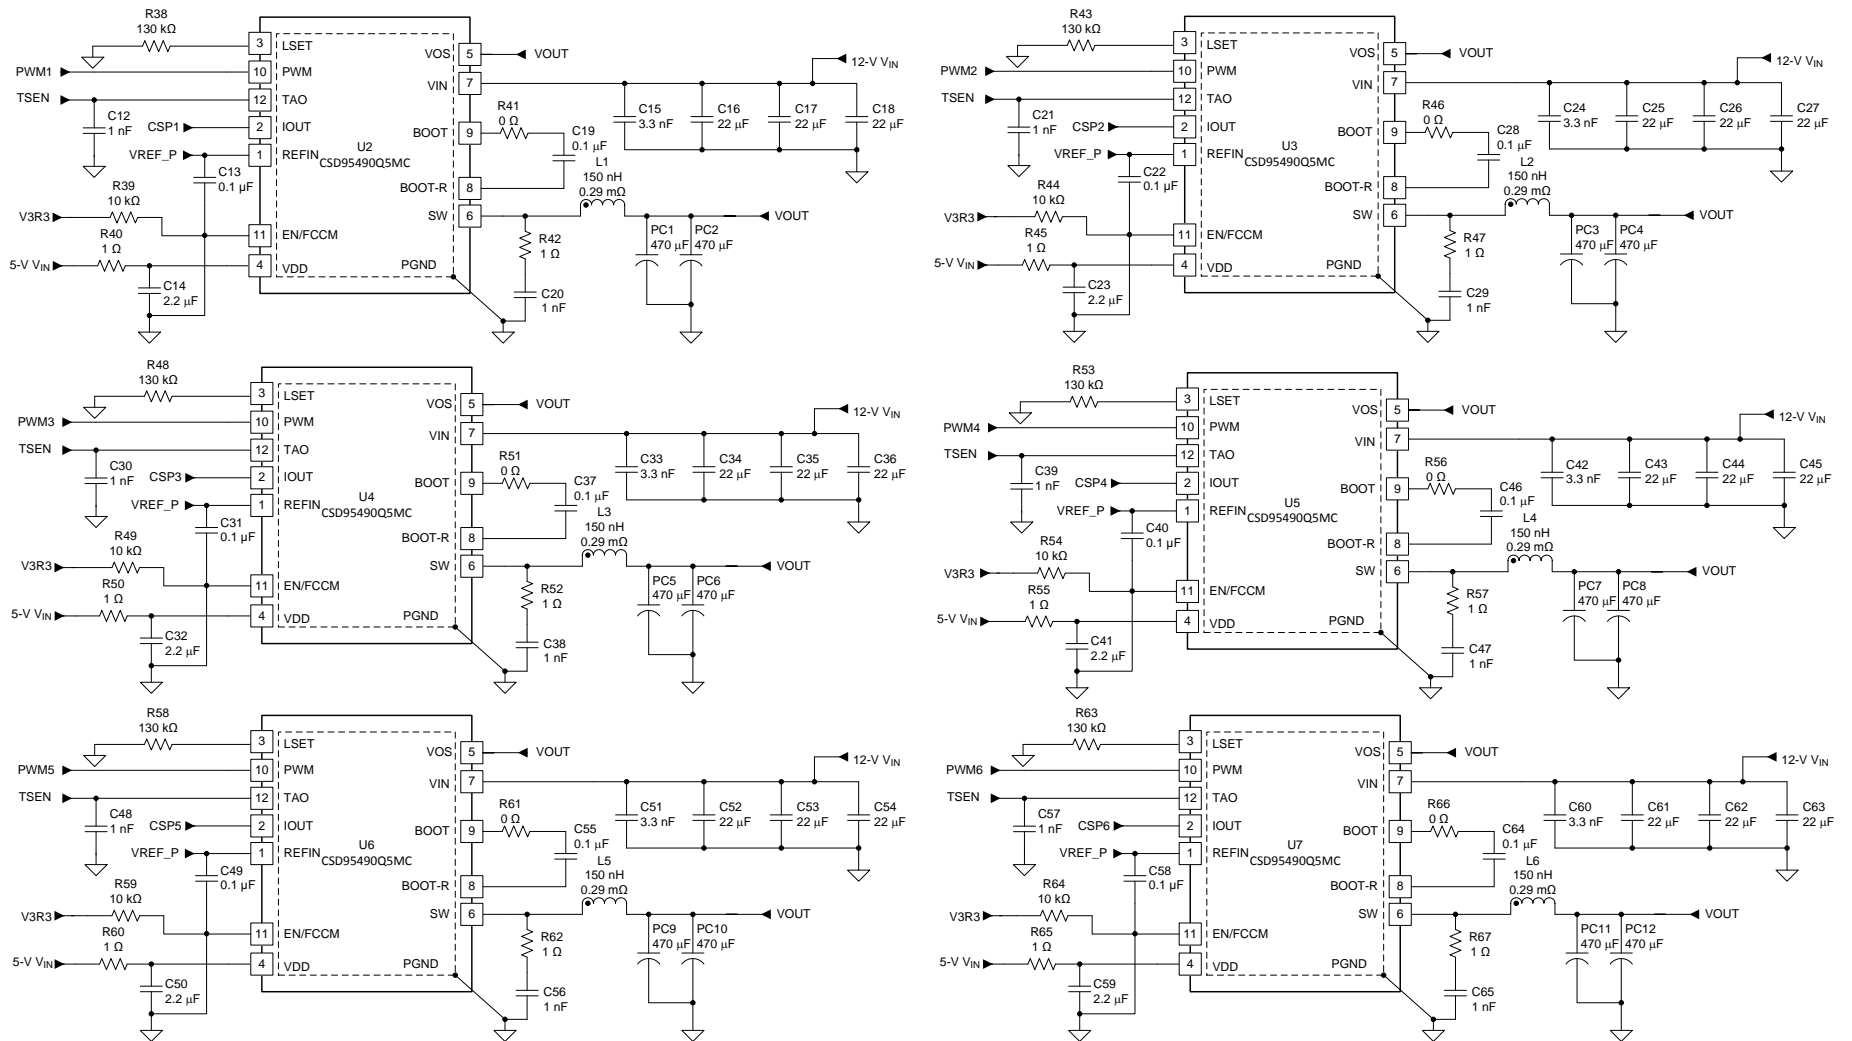 R38
130 kΩ
3
LSET
PWM1
10
PWM
TSEN
12
TAO
C12
1 nF
CSP1
2
IOUT
VREF_P
1
REFIN
C13
0.1 µF
R39
10 kΩ
V3R3
11
EN/FCCM
R40
1 Ω
5-V VIN
4
VDD
C14
2.2 µF
U2
CSD95490Q5MC
VOS
5
VOUT
VIN
7
12-V VIN
C15
3.3 nF
C16
22 µF
C17
22 µF
C18
22 µF
R41
0 Ω
BOOT
9
C19
0.1 µF
BOOT-R
8
L1
150 nH
0.29 mΩ
SW
6
VOUT
R42
1 Ω
PC1
470 µF
PC2
470 µF
PGND
C20
1 nF
R43
130 kΩ
3
LSET
PWM2
10
PWM
TSEN
12
TAO
C21
1 nF
CSP2
2
IOUT
VREF_P
1
REFIN
C22
0.1 µF
R44
10 kΩ
V3R3
11
EN/FCCM
R45
1 Ω
5-V VIN
4
VDD
C23
2.2 µF
U3
CSD95490Q5MC
VOS
5
VOUT
VIN
7
12-V VIN
C24
3.3 nF
C25
22 µF
C26
22 µF
C27
22 µF
R46
0 Ω
BOOT
9
C28
0.1 µF
BOOT-R
8
L2
150 nH
0.29 mΩ
SW
6
VOUT
R47
1 Ω
PC3
470 µF
PC4
470 µF
PGND
C29
1 nF
R48
130 kΩ
3
LSET
PWM3
10
PWM
TSEN
12
TAO
C30
1 nF
CSP3
2
IOUT
VREF_P
1
REFIN
C31
0.1 µF
R49
10 kΩ
V3R3
11
EN/FCCM
R50
1 Ω
5-V VIN
4
VDD
C32
2.2 µF
U4
CSD95490Q5MC
VOS
5
VOUT
VIN
7
12-V VIN
C33
3.3 nF
C34
22 µF
C35
22 µF
C36
22 µF
R51
0 Ω
BOOT
9
C37
0.1 µF
BOOT-R
8
L3
150 nH
0.29 mΩ
SW
6
VOUT
R52
1 Ω
PC5
470 µF
PC6
470 µF
PGND
C38
1 nF
R53
130 kΩ
3
LSET
PWM4
10
PWM
TSEN
12
TAO
C39
1 nF
CSP4
2
IOUT
VREF_P
1
REFIN
C40
0.1 µF
R54
10 kΩ
V3R3
11
EN/FCCM
R55
1 Ω
5-V VIN
4
VDD
C41
2.2 µF
U5
CSD95490Q5MC
VOS
5
VOUT
VIN
7
12-V VIN
C42
3.3 nF
C43
22 µF
C44
22 µF
C45
22 µF
R56
0 Ω
BOOT
9
C46
0.1 µF
BOOT-R
8
L4
150 nH
0.29 mΩ
SW
6
VOUT
R57
1 Ω
PC7
470 µF
PC8
470 µF
PGND
C47
1 nF
R58
130 kΩ
3
LSET
PWM5
10
PWM
TSEN
12
TAO
C48
1 nF
CSP5
2
IOUT
VREF_P
1
REFIN
C49
0.1 µF
R59
10 kΩ
V3R3
11
EN/FCCM
R60
1 Ω
5-V VIN
4
VDD
C50
2.2 µF
U6
CSD95490Q5MC
VOS
5
VOUT
VIN
7
12-V VIN
C51
3.3 nF
C52
22 µF
C53
22 µF
C54
22 µF
R61
0 Ω
BOOT
9
C55
0.1 µF
BOOT-R
8
L5
150 nH
0.29 mΩ
SW
6
VOUT
R62
1 Ω
PC9
470 µF
PC10
470 µF
PGND
C56
1 nF
R63
130 kΩ
3
LSET
PWM6
10
PWM
TSEN
12
TAO
C57
1 nF
CSP6
2
IOUT
VREF_P
1
REFIN
C58
0.1 µF
R64
10 kΩ
V3R3
11
EN/FCCM
R65
1 Ω
5-V VIN
4
VDD
C59
2.2 µF
U7
CSD95490Q5MC
VOS
5
VOUT
VIN
7
12-V VIN
C60
3.3 nF
C61
22 µF
C62
22 µF
C63
22 µF
R66
0 Ω
BOOT
9
C64
0.1 µF
BOOT-R
8
L6
150 nH
0.29 mΩ
SW
6
VOUT
R67
1 Ω
PC11
470 µF
PC12
470 µF
PGND
C65
1 nF